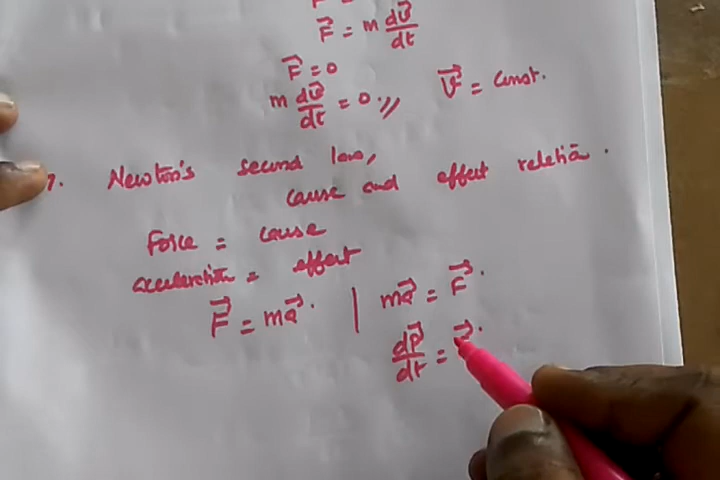 F⃗ = m dv⃗/dt
F⃗ = 0
m dv⃗/dt = 0 // V⃗ = const.
7. Newton's second law,
cause and effect relation.
Force = cause
acceleration = effect
F⃗ = ma⃗ . | ma⃗ = F⃗ .
dp⃗/dt = F⃗ .